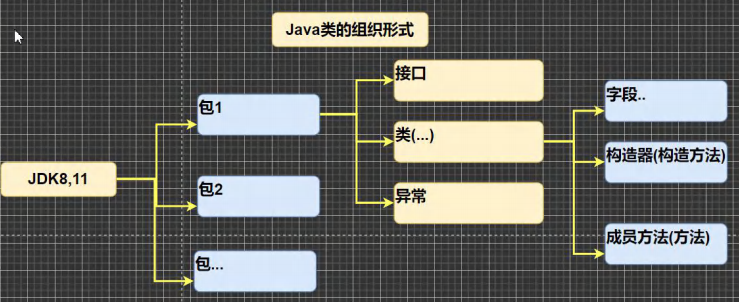 Java类的组织形式
JDK8,11
包1
包2
包...
接口
类(...)
异常
字段..
构造器(构造方法)
成员方法(方法)